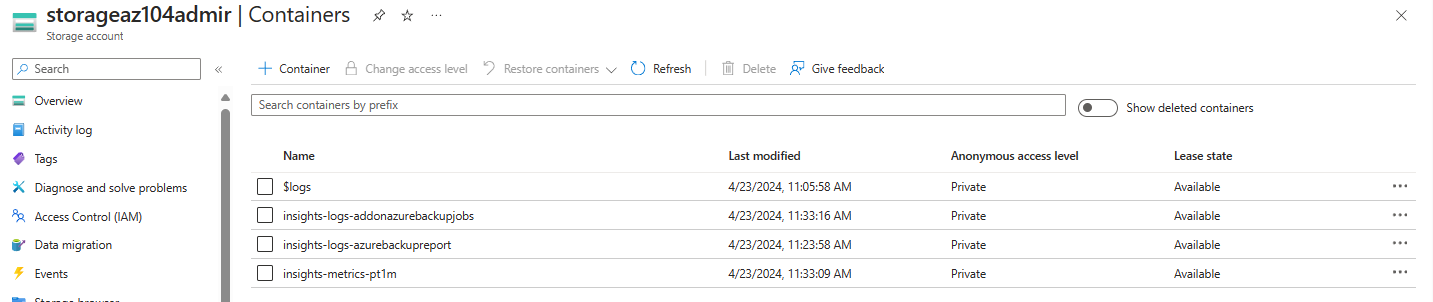 storageaz104admir | Containers
Storage account
Search
Container
Change access level
Restore containers
Refresh
Delete
Give feedback
Search containers by prefix
Show deleted containers
Overview
Activity log
Tags
Diagnose and solve problems
Access Control (IAM)
Data migration
Events
Storage browser
Name Last modified Anonymous access level Lease state
$logs 4/23/2024, 11:05:58 AM Private Available
insights-logs-addonazurebackupjobs 4/23/2024, 11:33:16 AM Private Available
insights-logs-azurebackupreport 4/23/2024, 11:23:58 AM Private Available
insights-metrics-pt1m 4/23/2024, 11:33:09 AM Private Available